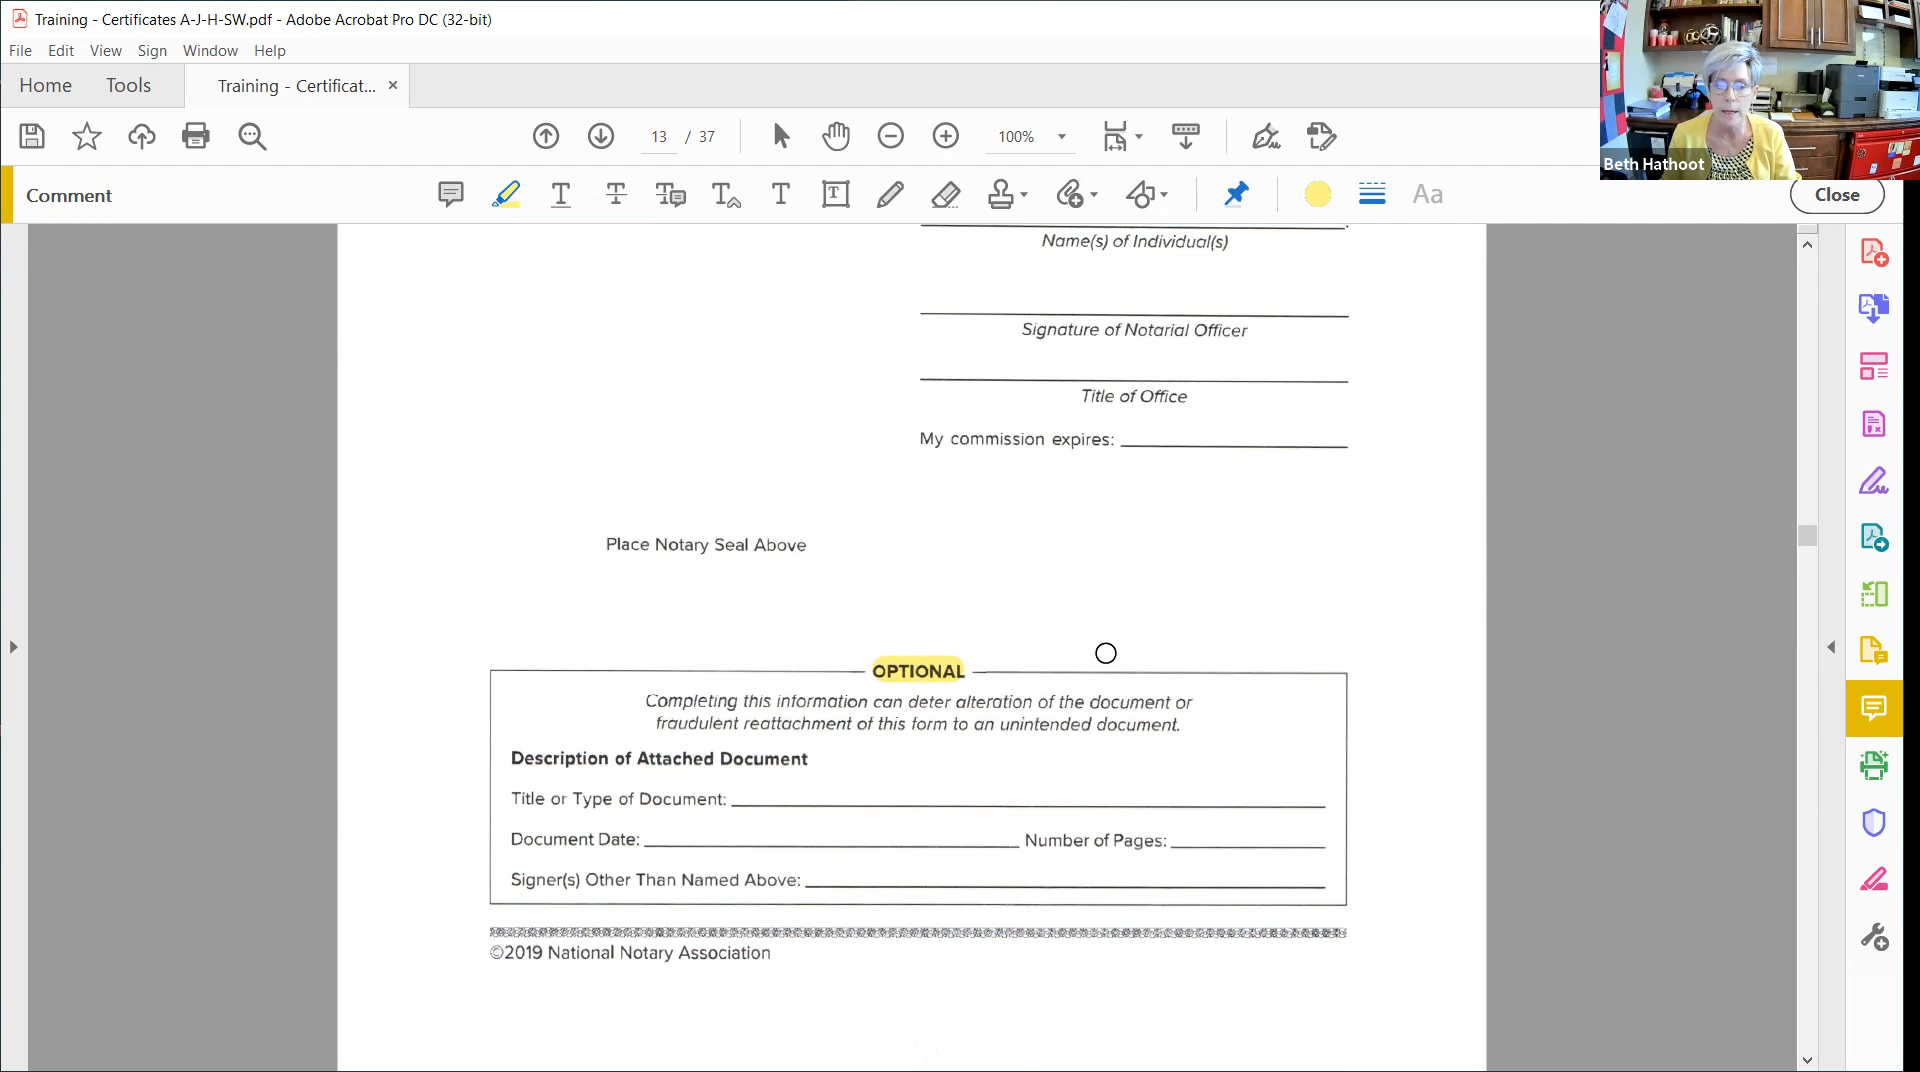 Training - Certificates A-J-H-SW.pdf - Adobe Acrobat Pro DC (32-bit)
File Edit View Sign Window Help
Home Tools Training - Certificat... ×
13 / 37 100%
Beth Hathoot
Comment
Aa
Close
Name(s) of Individual(s)
Signature of Notarial Officer
Title of Office
My commission expires:
Place Notary Seal Above
OPTIONAL
Completing this information can deter alteration of the document or
fraudulent reattachment of this form to an unintended document.
Description of Attached Document
Title or Type of Document:
Document Date: Number of Pages:
Signer(s) Other Than Named Above:
©2019 National Notary Association